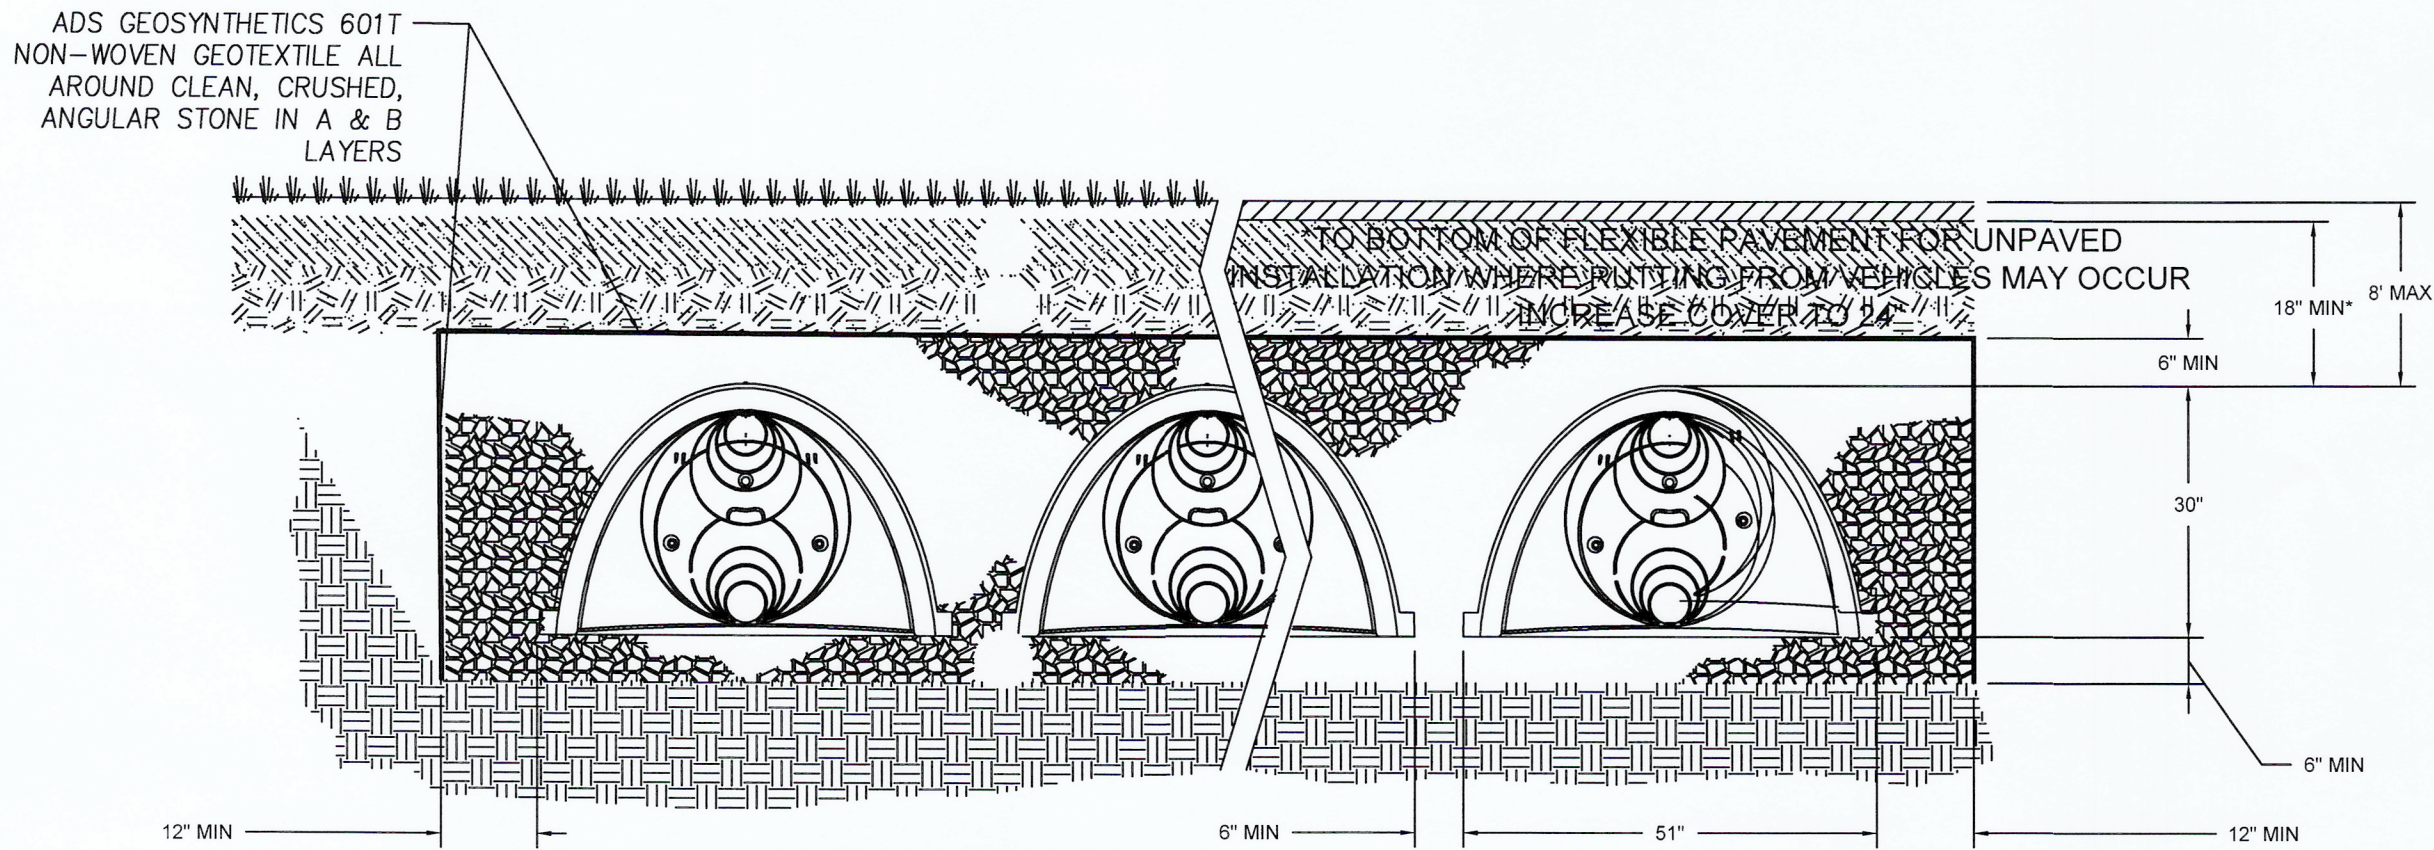 ADS GEOSYNTHETICS 601T
NON-WOVEN GEOTEXTILE ALL
AROUND CLEAN, CRUSHED,
ANGULAR STONE IN A & B
LAYERS
*TO BOTTOM OF FLEXIBLE PAVEMENT FOR UNPAVED
INSTALLATION WHERE RUTTING FROM VEHICLES MAY OCCUR
INCREASE COVER TO 24"
8' MAX
18" MIN*
6" MIN
30"
6" MIN
12" MIN
6" MIN
51"
12" MIN